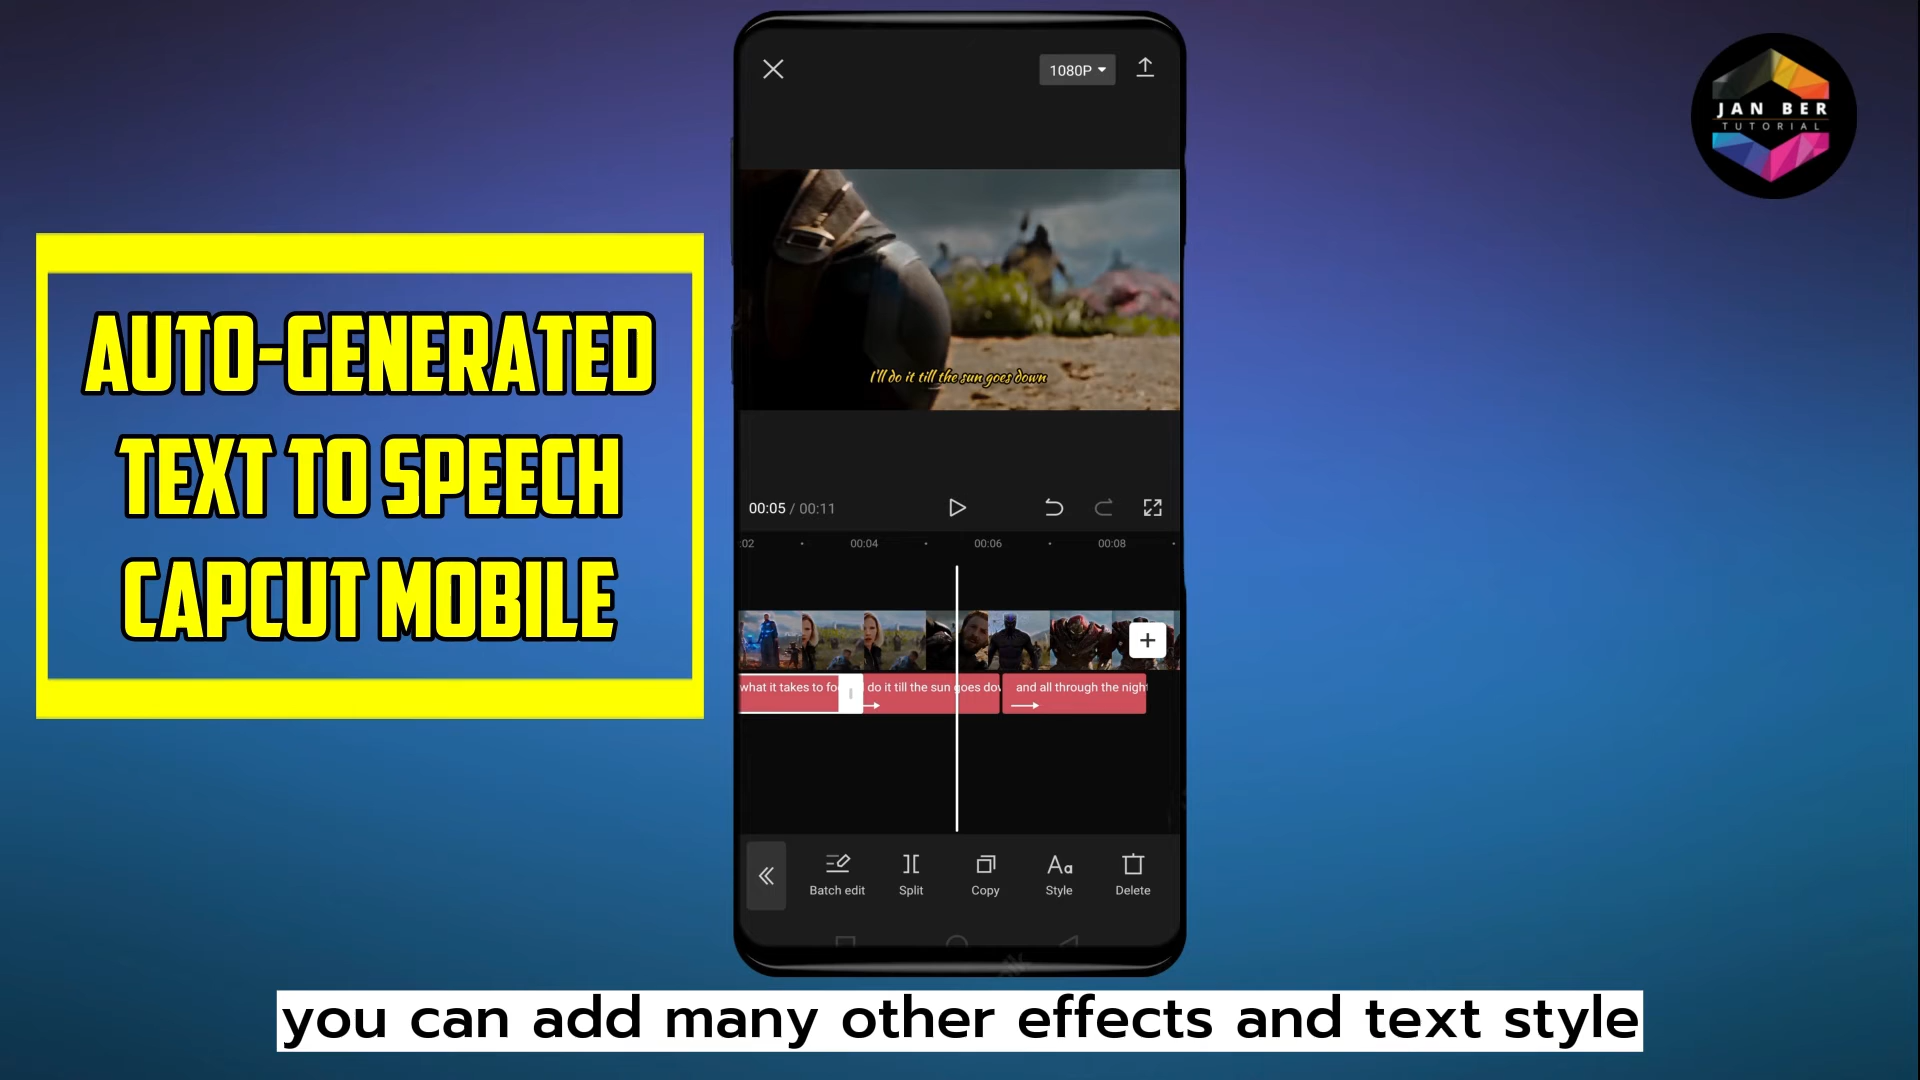 1080P
JAN BER
TUTORIAL
AUTO-GENERATED
TEXT TO SPEECH
CAPCUT MOBILE
I'll do it till the sun goes down
00:05 / 00:11
:02
00:04
00:06
00:08
what it takes to fo
do it till the sun goes dow
and all through the night
Batch edit
Split
Copy
Style
Delete
you can add many other effects and text style